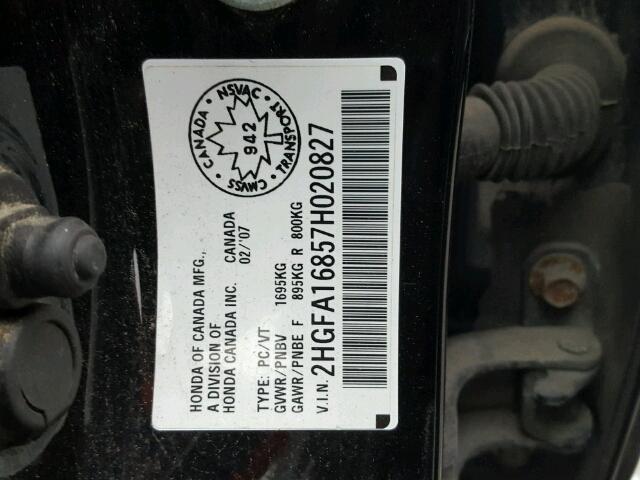 HONDA OF CANADA MFG.,
A DIVISION OF
HONDA CANADA INC. CANADA
02/'07
TYPE: PC/VT
GVWR/PNBV 1695KG
GAWR/PNBE F 895KG R 800KG
V.I.N. 2HGFA16857H020827
CANADA • NSVAC • TRANSPORT • CMVSS •
942